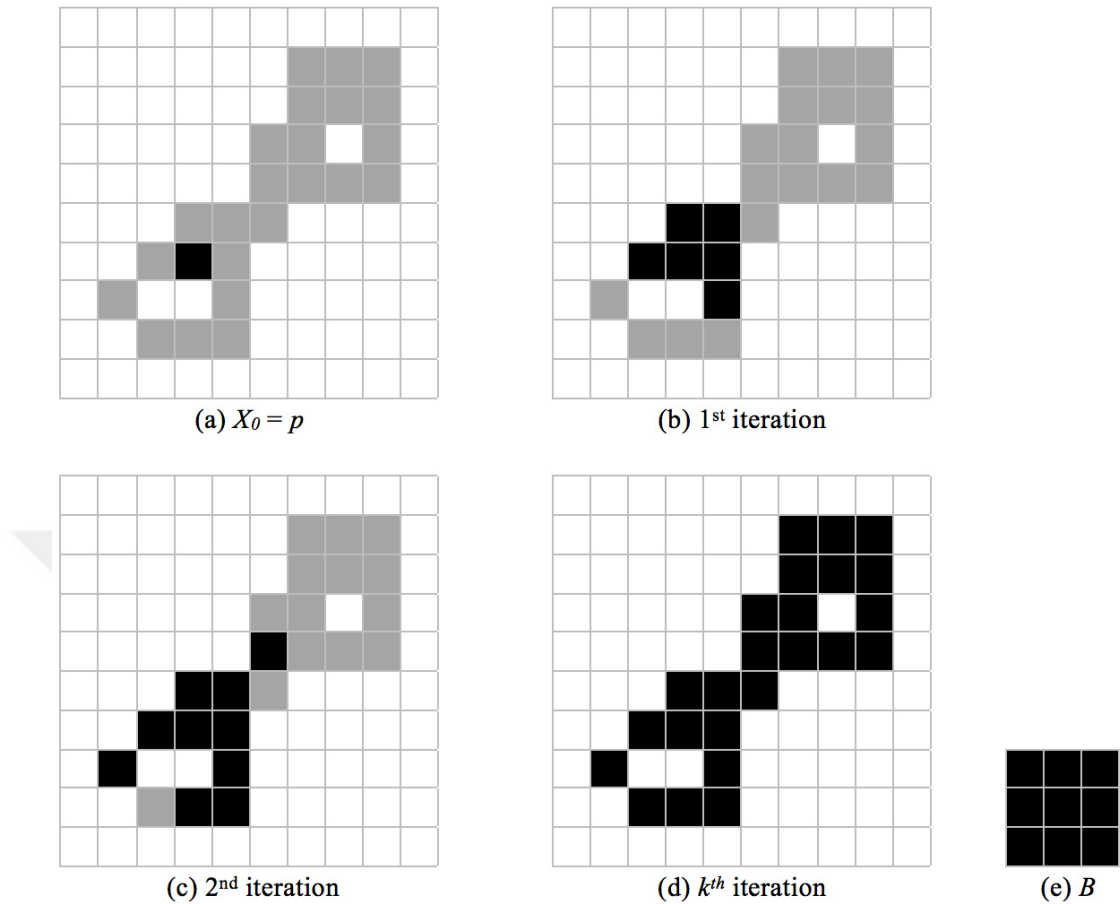 (a) X₀ = p
(b) 1ˢᵗ iteration
(c) 2ⁿᵈ iteration
(d) kᵗʰ iteration
(e) B